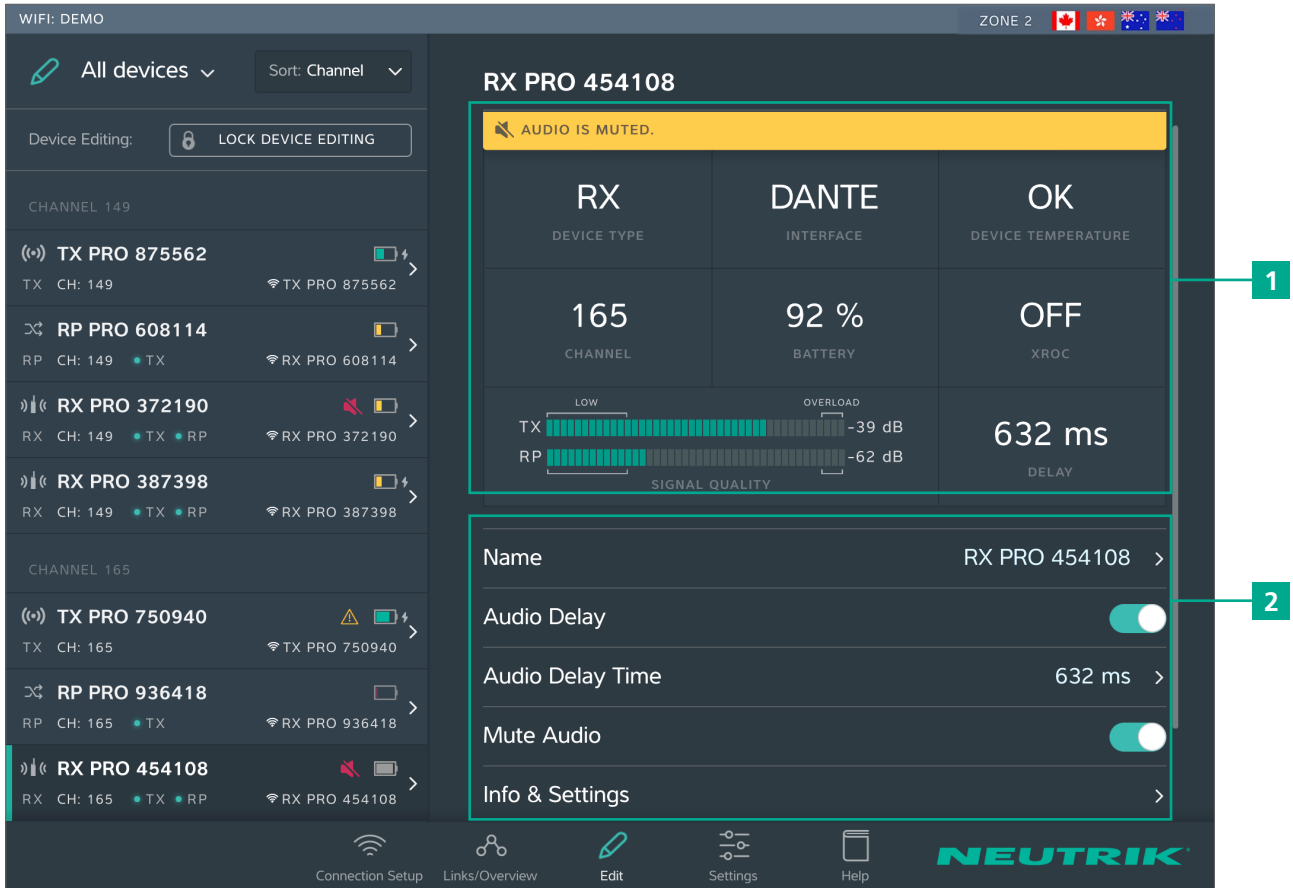 WIFI: DEMO
ZONE 2
All devices
Sort: Channel
Device Editing:
LOCK DEVICE EDITING
CHANNEL 149
TX PRO 875562
TX CH: 149
TX PRO 875562
RP PRO 608114
RP CH: 149 TX
RX PRO 608114
RX PRO 372190
RX CH: 149 TX RP
RX PRO 372190
RX PRO 387398
RX CH: 149 TX RP
RX PRO 387398
CHANNEL 165
TX PRO 750940
TX CH: 165
TX PRO 750940
RP PRO 936418
RP CH: 165 TX
RX PRO 936418
RX PRO 454108
RX CH: 165 TX RP
RX PRO 454108
RX PRO 454108
AUDIO IS MUTED.
RX
DEVICE TYPE
DANTE
INTERFACE
OK
DEVICE TEMPERATURE
165
CHANNEL
92 %
BATTERY
OFF
XROC
LOW
OVERLOAD
TX
-39 dB
RP
-62 dB
SIGNAL QUALITY
632 ms
DELAY
1
Name
RX PRO 454108
Audio Delay
Audio Delay Time
632 ms
Mute Audio
Info & Settings
2
Connection Setup
Links/Overview
Edit
Settings
Help
NEUTRIK